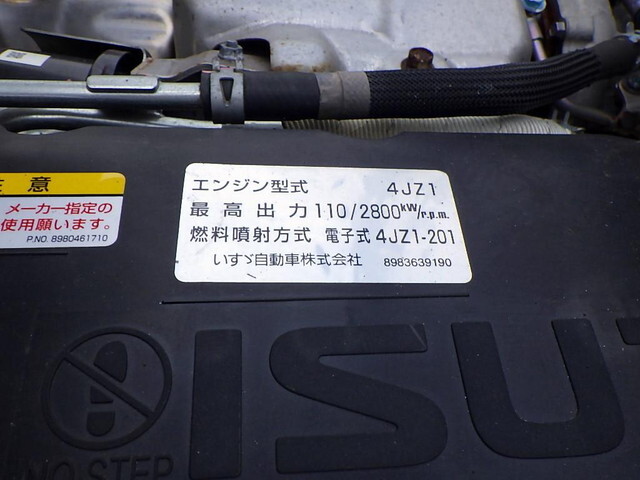 注意
メーカー指定の
使用願います。
P.NO. 8980461710
エンジン型式 4JZ1
最高出力 110/2800kW/r.p.m.
燃料噴射方式 電子式 4JZ1-201
いすゞ自動車株式会社 8983639190
ISU
NO STEP